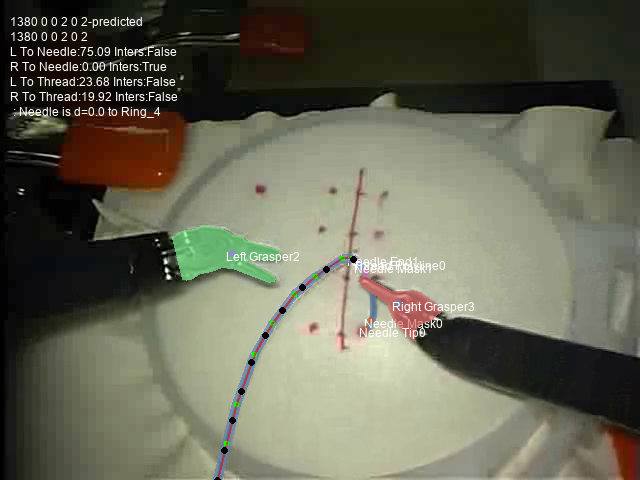 1380 0 0 2 0 2-predicted
1380 0 0 2 0 2
L To Needle:75.09 Inters:False
R To Needle:0.00 Inters:True
L To Thread:23.68 Inters:False
R To Thread:19.92 Inters:False
: Needle is d=0.0 to Ring_4
Left Grasper2
Needle End1
Needle Mask1
Right Grasper3
Needle Mask0
Needle Tip0